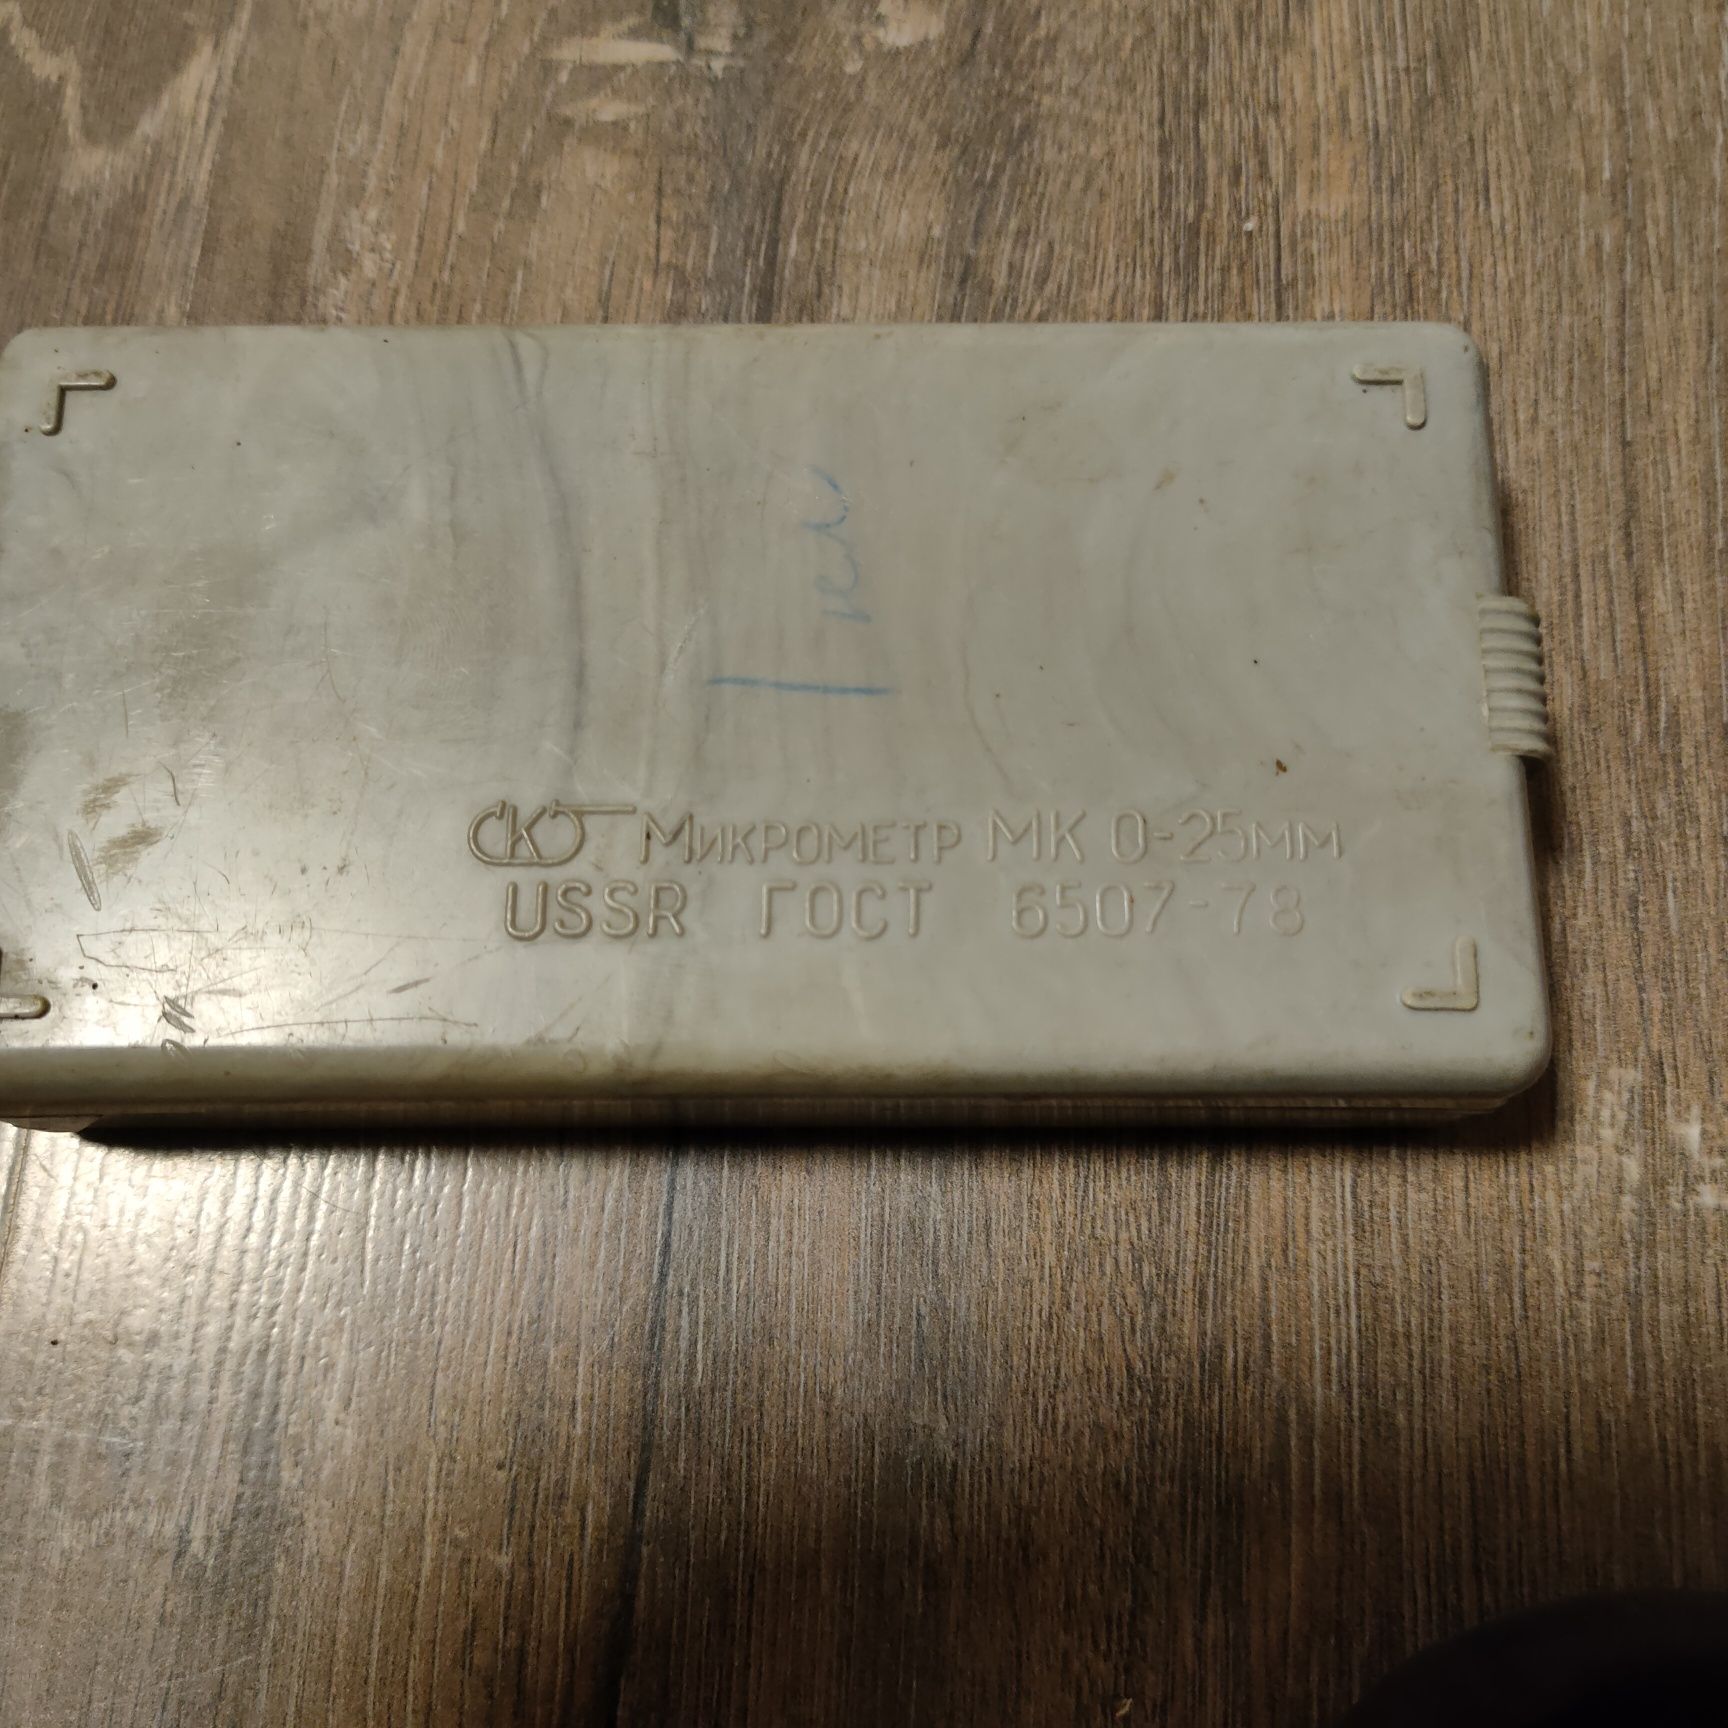 СКБ Микрометр МК 0-25мм
USSR ГОСТ 6507-78